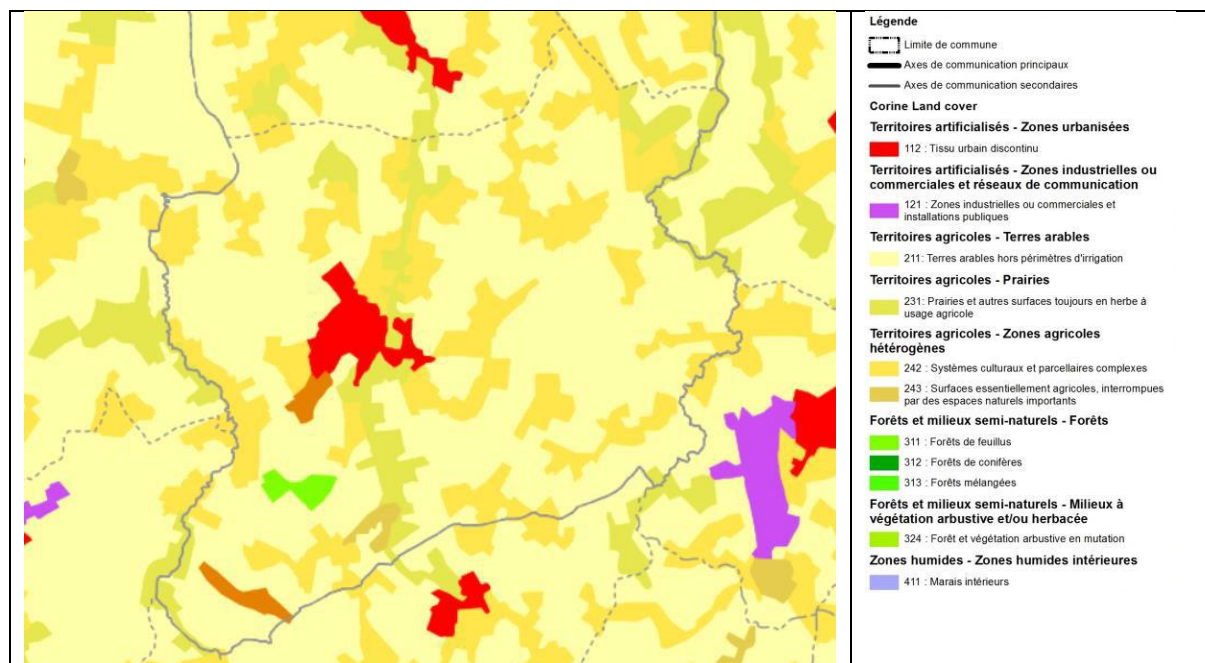 Légende
Limite de commune
Axes de communication principaux
Axes de communication secondaires
Corine Land cover
Territoires artificialisés - Zones urbanisées
112 : Tissu urbain discontinu
Territoires artificialisés - Zones industrielles ou
commerciales et réseaux de communication
121 : Zones industrielles ou commerciales et
installations publiques
Territoires agricoles - Terres arables
211: Terres arables hors périmètres d'irrigation
Territoires agricoles - Prairies
231: Prairies et autres surfaces toujours en herbe à
usage agricole
Territoires agricoles - Zones agricoles
hétérogènes
242 : Systèmes culturaux et parcellaires complexes
243 : Surfaces essentiellement agricoles, interrompues
par des espaces naturels importants
Forêts et milieux semi-naturels - Forêts
311 : Forêts de feuillus
312 : Forêts de conifères
313 : Forêts mélangées
Forêts et milieux semi-naturels - Milieux à
végétation arbustive et/ou herbacée
324 : Forêt et végétation arbustive en mutation
Zones humides - Zones humides intérieures
411 : Marais intérieurs